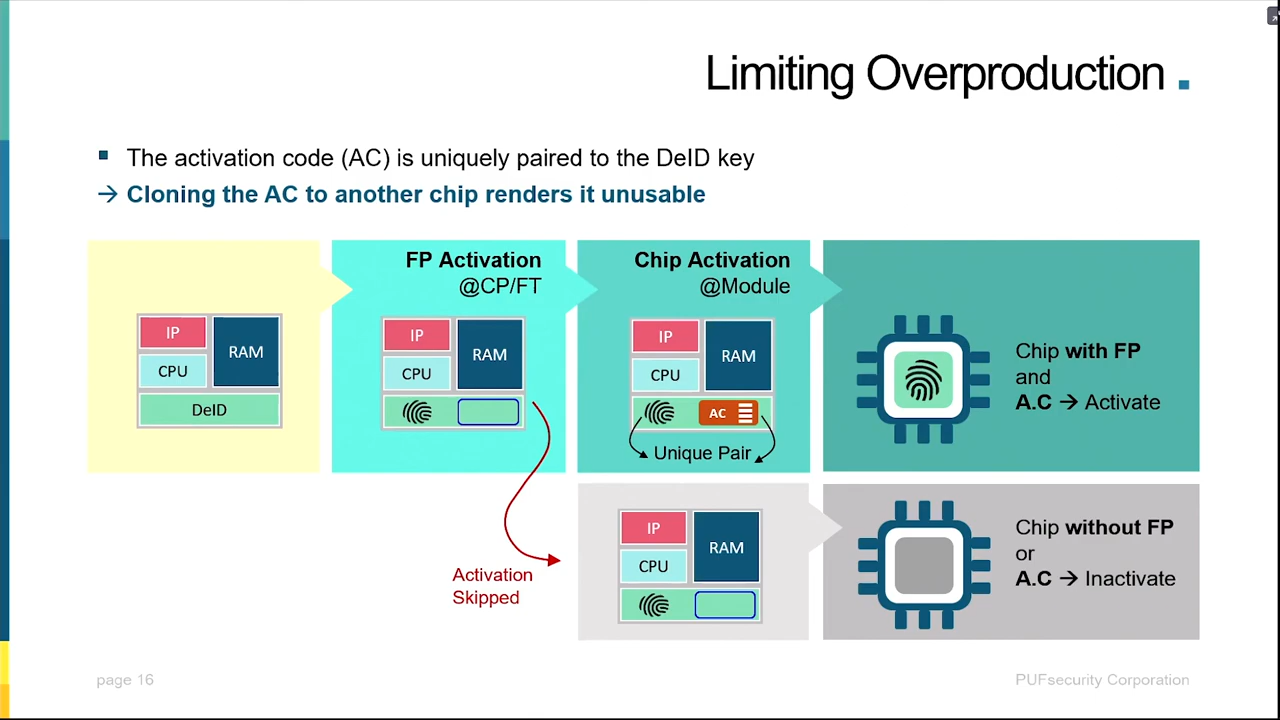 Limiting Overproduction .
The activation code (AC) is uniquely paired to the DeID key
→ Cloning the AC to another chip renders it unusable
IP
CPU
RAM
DeID
FP Activation
@CP/FT
IP
CPU
RAM
Chip Activation
@Module
IP
CPU
RAM
AC
Unique Pair
Chip with FP
and
A.C → Activate
Activation
Skipped
IP
CPU
RAM
Chip without FP
or
A.C → Inactivate
page 16
PUFsecurity Corporation